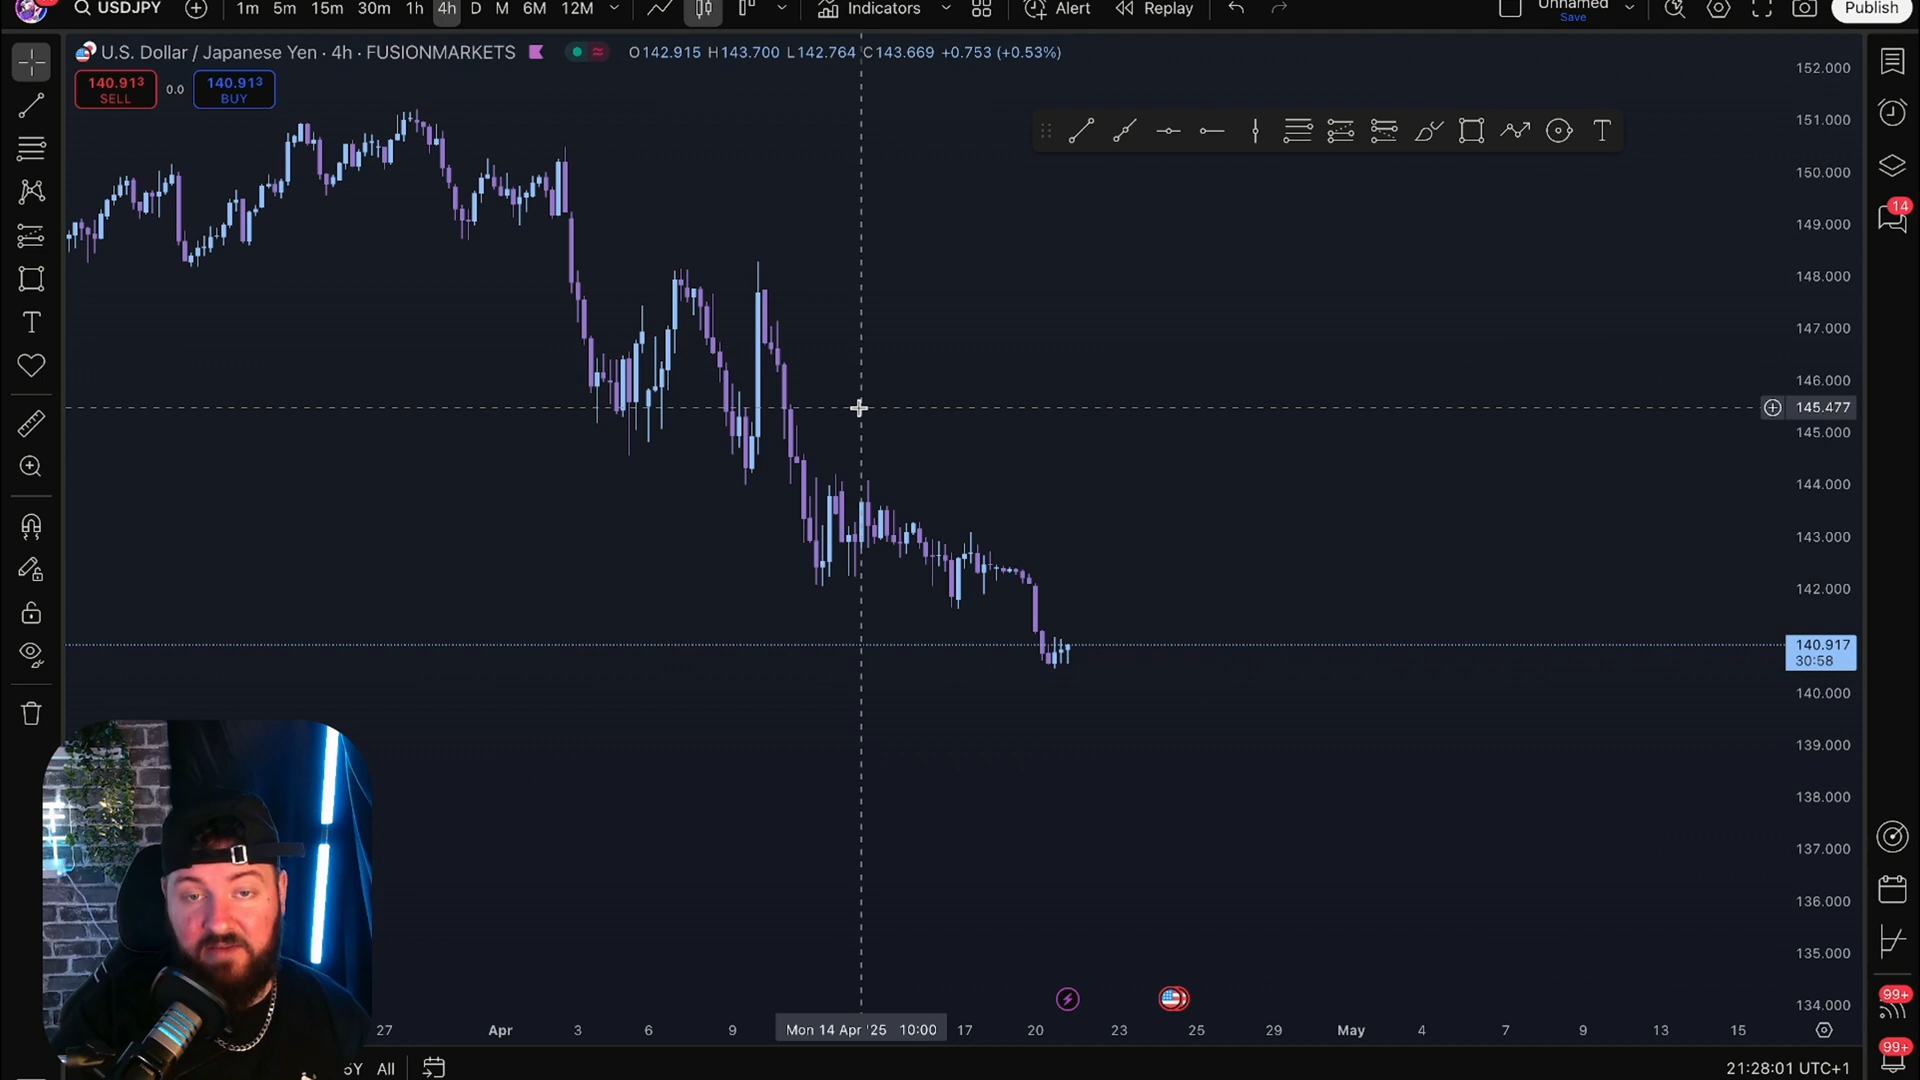 USDJPY 1m 5m 15m 30m 1h 4h D M 6M 12M Indicators Alert Replay Unnamed Publish
Save
U.S. Dollar / Japanese Yen · 4h · FUSIONMARKETS O142.915 H143.700 L142.764 C143.669 +0.753 (+0.53%)
140.913 SELL
0.0
140.913 BUY
152.000
151.000
150.000
149.000
148.000
147.000
146.000
145.477
145.000
144.000
143.000
142.000
140.917
30:58
140.000
139.000
138.000
137.000
136.000
135.000
134.000
14
99+
99+
T
T
27 Apr 3 6 9 Mon 14 Apr '25 10:00 17 20 23 25 29 May 4 7 9 13 15
5Y All
21:28:01 UTC+1